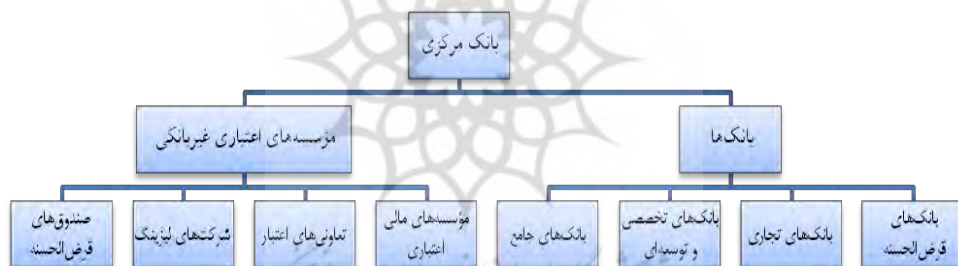 بانک مرکزی
بانک‌ها
مؤسسه‌های اعتباری غیربانکی
بانک‌های
قرض‌الحسنه
بانک‌های تجاری
بانک‌های تخصصی
و توسعه‌ای
بانک‌های جامع
مؤسسه‌های مالی
اعتباری
تعاونی‌های اعتبار
شرکت‌های لیزینگ
صندوق‌های
قرض‌الحسنه